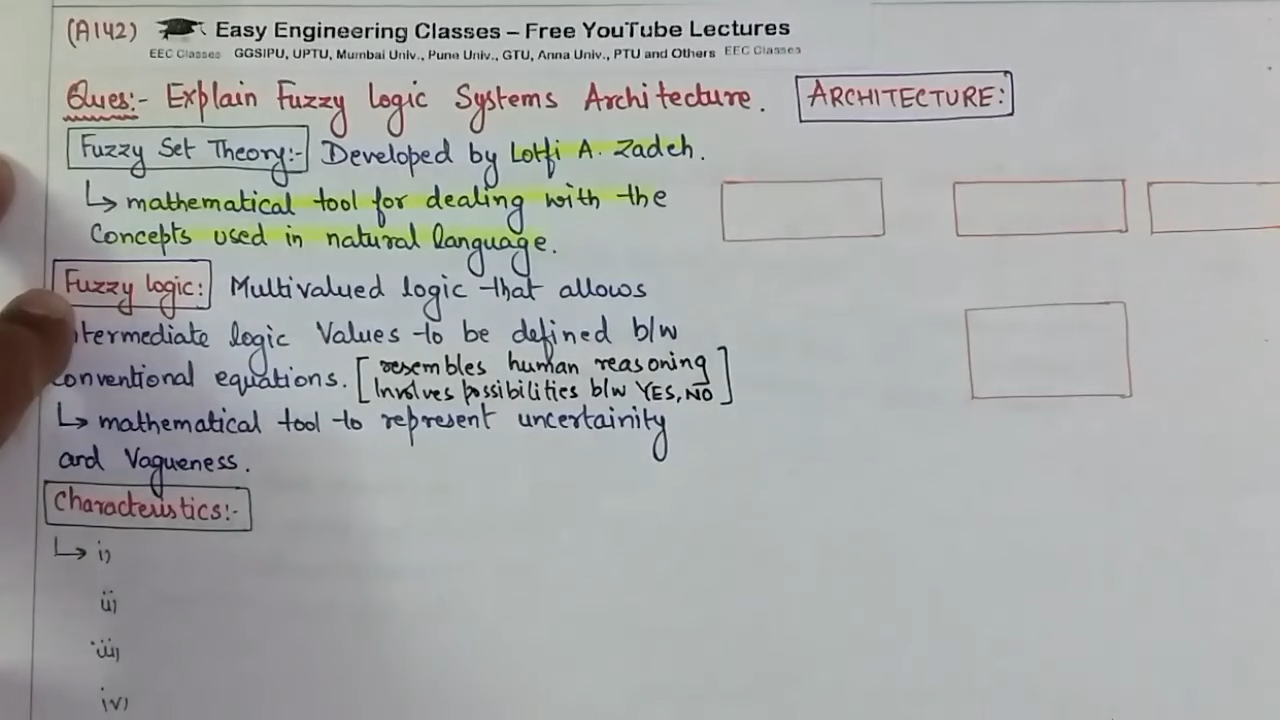 (A142) Easy Engineering Classes – Free YouTube Lectures
EEC Classes GGSIPU, UPTU, Mumbai Univ., Pune Univ., GTU, Anna Univ., PTU and Others EEC Classes
Ques:- Explain Fuzzy Logic Systems Architecture. ARCHITECTURE:
Fuzzy Set Theory:- Developed by Lotfi A. Zadeh.
↳ mathematical tool for dealing with the
Concepts used in natural language.
Fuzzy logic: Multivalued logic that allows
ntermediate logic Values to be defined b/w
conventional equations. [resembles human reasoning
Involves possibilities b/w YES, NO]
↳ mathematical tool to represent uncertainity
and Vagueness.
Characteristics:-
↳ i)
ii)
iii)
iv)